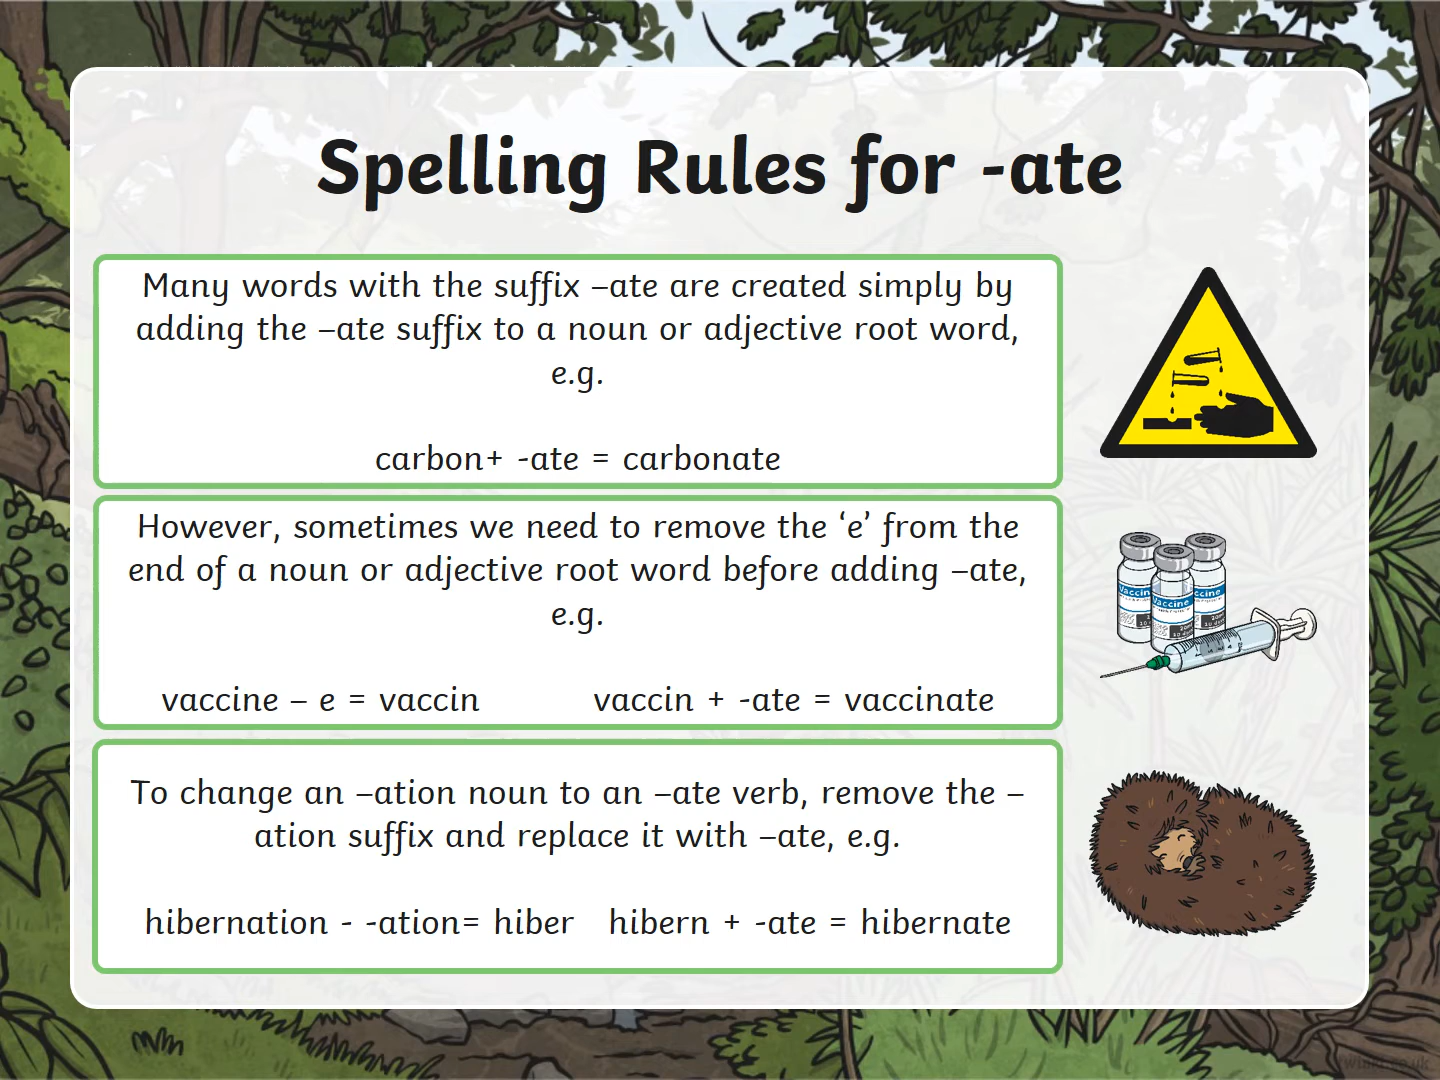 Spelling Rules for -ate
Many words with the suffix –ate are created simply by
adding the –ate suffix to a noun or adjective root word,
e.g.
carbon+ -ate = carbonate
However, sometimes we need to remove the ‘e’ from the
end of a noun or adjective root word before adding –ate,
e.g.
vaccine – e = vaccin vaccin + -ate = vaccinate
Vaccine
Vaccine
To change an –ation noun to an –ate verb, remove the –
ation suffix and replace it with –ate, e.g.
hibernation - -ation= hiber hibern + -ate = hibernate